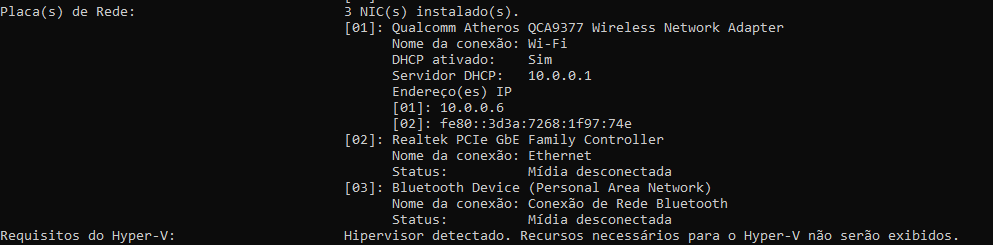 Placa(s) de Rede: 3 NIC(s) instalado(s).
[01]: Qualcomm Atheros QCA9377 Wireless Network Adapter
Nome da conexão: Wi-Fi
DHCP ativado: Sim
Servidor DHCP: 10.0.0.1
Endereço(es) IP
[01]: 10.0.0.6
[02]: fe80::3d3a:7268:1f97:74e
[02]: Realtek PCIe GbE Family Controller
Nome da conexão: Ethernet
Status: Mídia desconectada
[03]: Bluetooth Device (Personal Area Network)
Nome da conexão: Conexão de Rede Bluetooth
Status: Mídia desconectada
Requisitos do Hyper-V: Hipervisor detectado. Recursos necessários para o Hyper-V não serão exibidos.